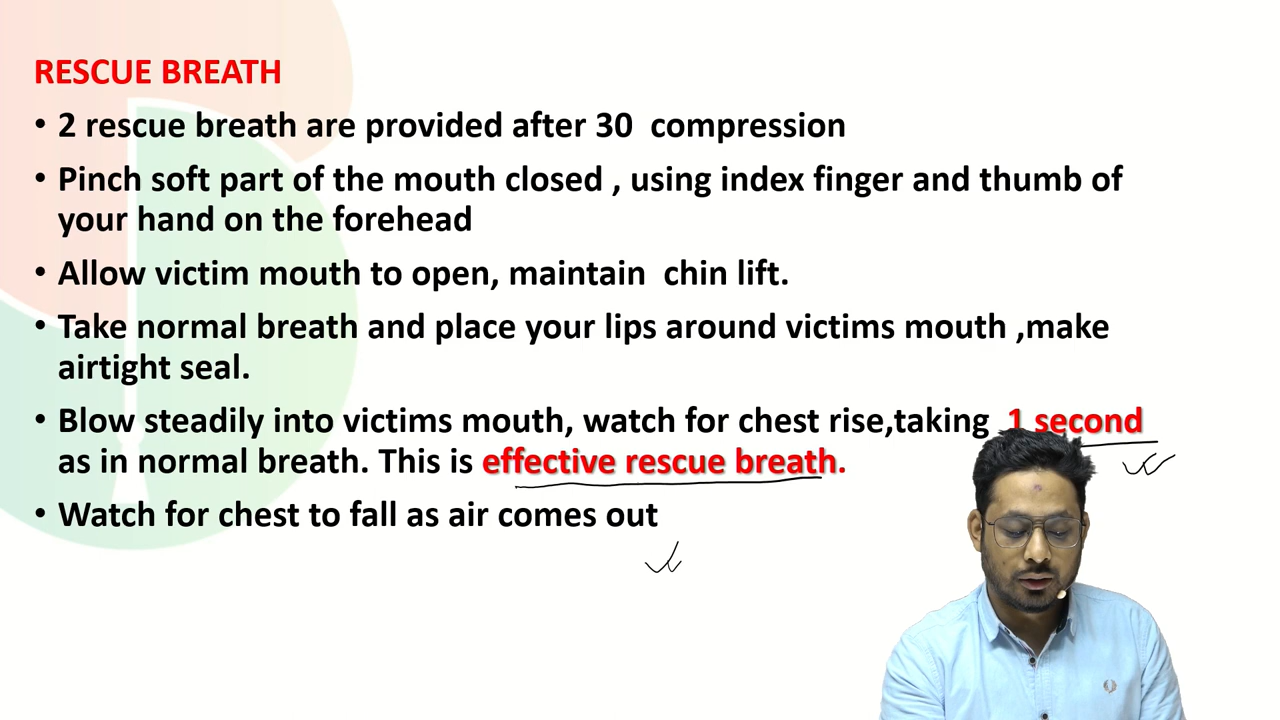 RESCUE BREATH
• 2 rescue breath are provided after 30 compression
• Pinch soft part of the mouth closed , using index finger and thumb of
your hand on the forehead
• Allow victim mouth to open, maintain chin lift.
• Take normal breath and place your lips around victims mouth ,make
airtight seal.
• Blow steadily into victims mouth, watch for chest rise,taking 1 second
as in normal breath. This is effective rescue breath.
• Watch for chest to fall as air comes out